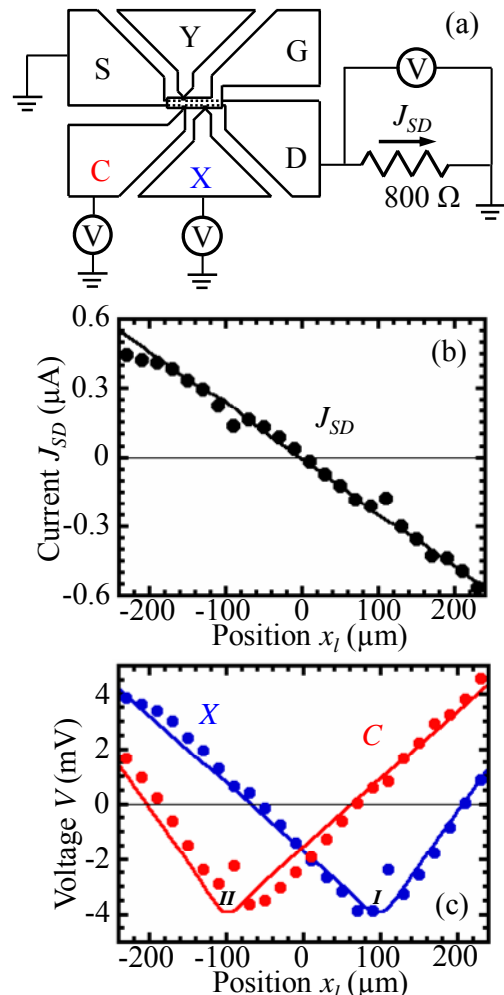 (a)
Y
S
G
V
J_SD
C
X
D
800 Ω
V
V
(b)
0.6
0.3
0
-0.3
-0.6
Current J_SD (µA)
J_SD
-200 -100 0 100 200
Position x_l (µm)
X
C
4
2
0
-2
-4
Voltage V (mV)
II
I
(c)
-200 -100 0 100 200
Position x_l (µm)